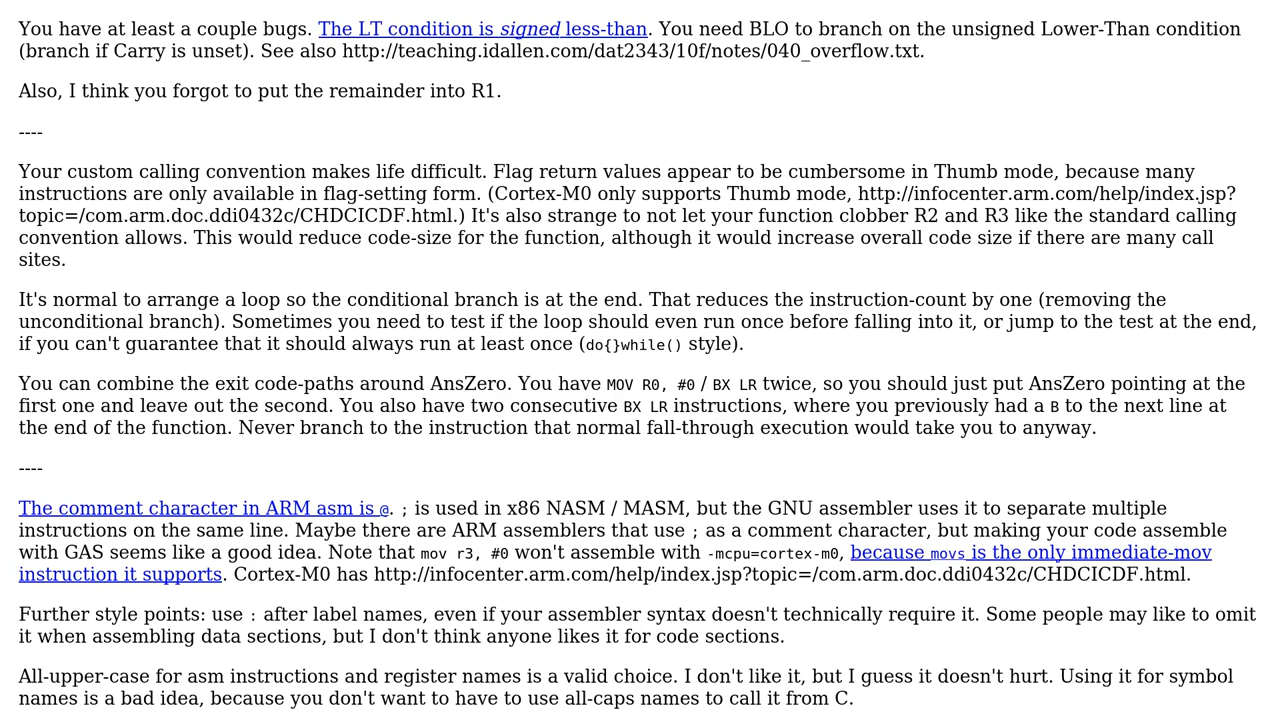 You have at least a couple bugs. The LT condition is signed less-than. You need BLO to branch on the unsigned Lower-Than condition
(branch if Carry is unset). See also http://teaching.idallen.com/dat2343/10f/notes/040_overflow.txt.
Also, I think you forgot to put the remainder into R1.
----
Your custom calling convention makes life difficult. Flag return values appear to be cumbersome in Thumb mode, because many
instructions are only available in flag-setting form. (Cortex-M0 only supports Thumb mode, http://infocenter.arm.com/help/index.jsp?
topic=/com.arm.doc.ddi0432c/CHDCICDF.html.) It's also strange to not let your function clobber R2 and R3 like the standard calling
convention allows. This would reduce code-size for the function, although it would increase overall code size if there are many call
sites.
It's normal to arrange a loop so the conditional branch is at the end. That reduces the instruction-count by one (removing the
unconditional branch). Sometimes you need to test if the loop should even run once before falling into it, or jump to the test at the end,
if you can't guarantee that it should always run at least once (do{}while() style).
You can combine the exit code-paths around AnsZero. You have MOV R0, #0 / BX LR twice, so you should just put AnsZero pointing at the
first one and leave out the second. You also have two consecutive BX LR instructions, where you previously had a B to the next line at
the end of the function. Never branch to the instruction that normal fall-through execution would take you to anyway.
----
The comment character in ARM asm is @. ; is used in x86 NASM / MASM, but the GNU assembler uses it to separate multiple
instructions on the same line. Maybe there are ARM assemblers that use ; as a comment character, but making your code assemble
with GAS seems like a good idea. Note that mov r3, #0 won't assemble with -mcpu=cortex-m0, because movs is the only immediate-mov
instruction it supports. Cortex-M0 has http://infocenter.arm.com/help/index.jsp?topic=/com.arm.doc.ddi0432c/CHDCICDF.html.
Further style points: use : after label names, even if your assembler syntax doesn't technically require it. Some people may like to omit
it when assembling data sections, but I don't think anyone likes it for code sections.
All-upper-case for asm instructions and register names is a valid choice. I don't like it, but I guess it doesn't hurt. Using it for symbol
names is a bad idea, because you don't want to have to use all-caps names to call it from C.